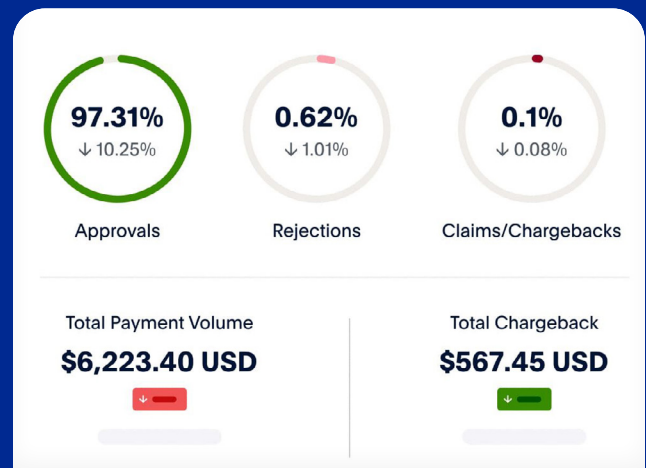 97.31%
↓ 10.25%
Approvals
0.62%
↓ 1.01%
Rejections
0.1%
↓ 0.08%
Claims/Chargebacks
Total Payment Volume
$6,223.40 USD
↓
Total Chargeback
$567.45 USD
↓